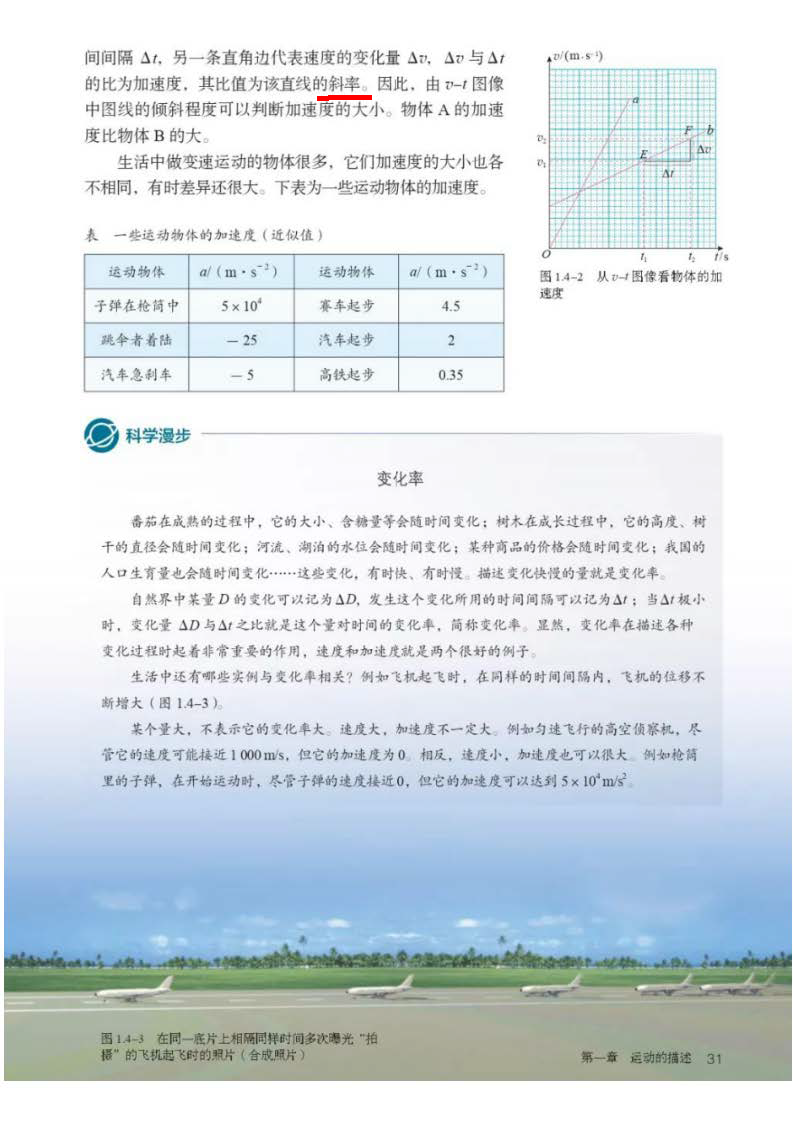 间间隔 Δt，另一条直角边代表速度的变化量 Δv，Δv 与 Δt
的比为加速度，其比值为该直线的斜率。因此，由 v–t 图像
中图线的倾斜程度可以判断加速度的大小。物体 A 的加速
度比物体 B 的大。
生活中做变速运动的物体很多，它们加速度的大小也各
不相同，有时差异还很大。下表为一些运动物体的加速度。
v/(m·s⁻¹)
a
F b
v₂
E Δv
v₁
Δt
O t₁ t₂ t/s
图 1.4–2 从 v–t 图像看物体的加
速度
表 一些运动物体的加速度（近似值）
运动物体 a/（m·s⁻²） 运动物体 a/（m·s⁻²）
子弹在枪筒中 5×10⁴ 赛车起步 4.5
跳伞者着陆 －25 汽车起步 2
汽车急刹车 －5 高铁起步 0.35
科学漫步
变化率
番茄在成熟的过程中，它的大小、含糖量等会随时间变化；树木在成长过程中，它的高度、树
干的直径会随时间变化；河流、湖泊的水位会随时间变化；某种商品的价格会随时间变化；我国的
人口生育量也会随时间变化……这些变化，有时快、有时慢。描述变化快慢的量就是变化率。
自然界中某量 D 的变化可以记为 ΔD，发生这个变化所用的时间间隔可以记为 Δt；当 Δt 极小
时，变化量 ΔD 与 Δt 之比就是这个量对时间的变化率，简称变化率。显然，变化率在描述各种
变化过程时起着非常重要的作用，速度和加速度就是两个很好的例子。
生活中还有哪些实例与变化率相关？例如飞机起飞时，在同样的时间间隔内，飞机的位移不
断增大（图 1.4–3）。
某个量大，不表示它的变化率大。速度大，加速度不一定大。例如匀速飞行的高空侦察机，尽
管它的速度可能接近 1 000 m/s，但它的加速度为 0。相反，速度小，加速度也可以很大。例如枪筒
里的子弹，在开始运动时，尽管子弹的速度接近 0，但它的加速度可以达到 5×10⁴ m/s²。
图 1.4–3 在同一底片上相隔同样时间多次曝光“拍
摄”的飞机起飞时的照片（合成照片）
第一章 运动的描述 31